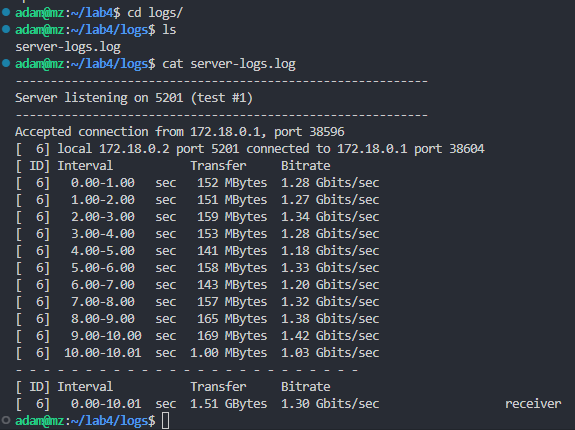 adam@mz:~/lab4$ cd logs/
adam@mz:~/lab4/logs$ ls
server-logs.log
adam@mz:~/lab4/logs$ cat server-logs.log
-----------------------------------------------------------
Server listening on 5201 (test #1)
-----------------------------------------------------------
Accepted connection from 172.18.0.1, port 38596
[  6] local 172.18.0.2 port 5201 connected to 172.18.0.1 port 38604
[ ID] Interval           Transfer     Bitrate
[  6]   0.00-1.00   sec   152 MBytes  1.28 Gbits/sec
[  6]   1.00-2.00   sec   151 MBytes  1.27 Gbits/sec
[  6]   2.00-3.00   sec   159 MBytes  1.34 Gbits/sec
[  6]   3.00-4.00   sec   153 MBytes  1.28 Gbits/sec
[  6]   4.00-5.00   sec   141 MBytes  1.18 Gbits/sec
[  6]   5.00-6.00   sec   158 MBytes  1.33 Gbits/sec
[  6]   6.00-7.00   sec   143 MBytes  1.20 Gbits/sec
[  6]   7.00-8.00   sec   157 MBytes  1.32 Gbits/sec
[  6]   8.00-9.00   sec   165 MBytes  1.38 Gbits/sec
[  6]   9.00-10.00  sec   169 MBytes  1.42 Gbits/sec
[  6]  10.00-10.01  sec  1.00 MBytes  1.03 Gbits/sec
- - - - - - - - - - - - - - - - - - - - - - - - -
[ ID] Interval           Transfer     Bitrate
[  6]   0.00-10.01  sec  1.51 GBytes  1.30 Gbits/sec                  receiver
adam@mz:~/lab4/logs$